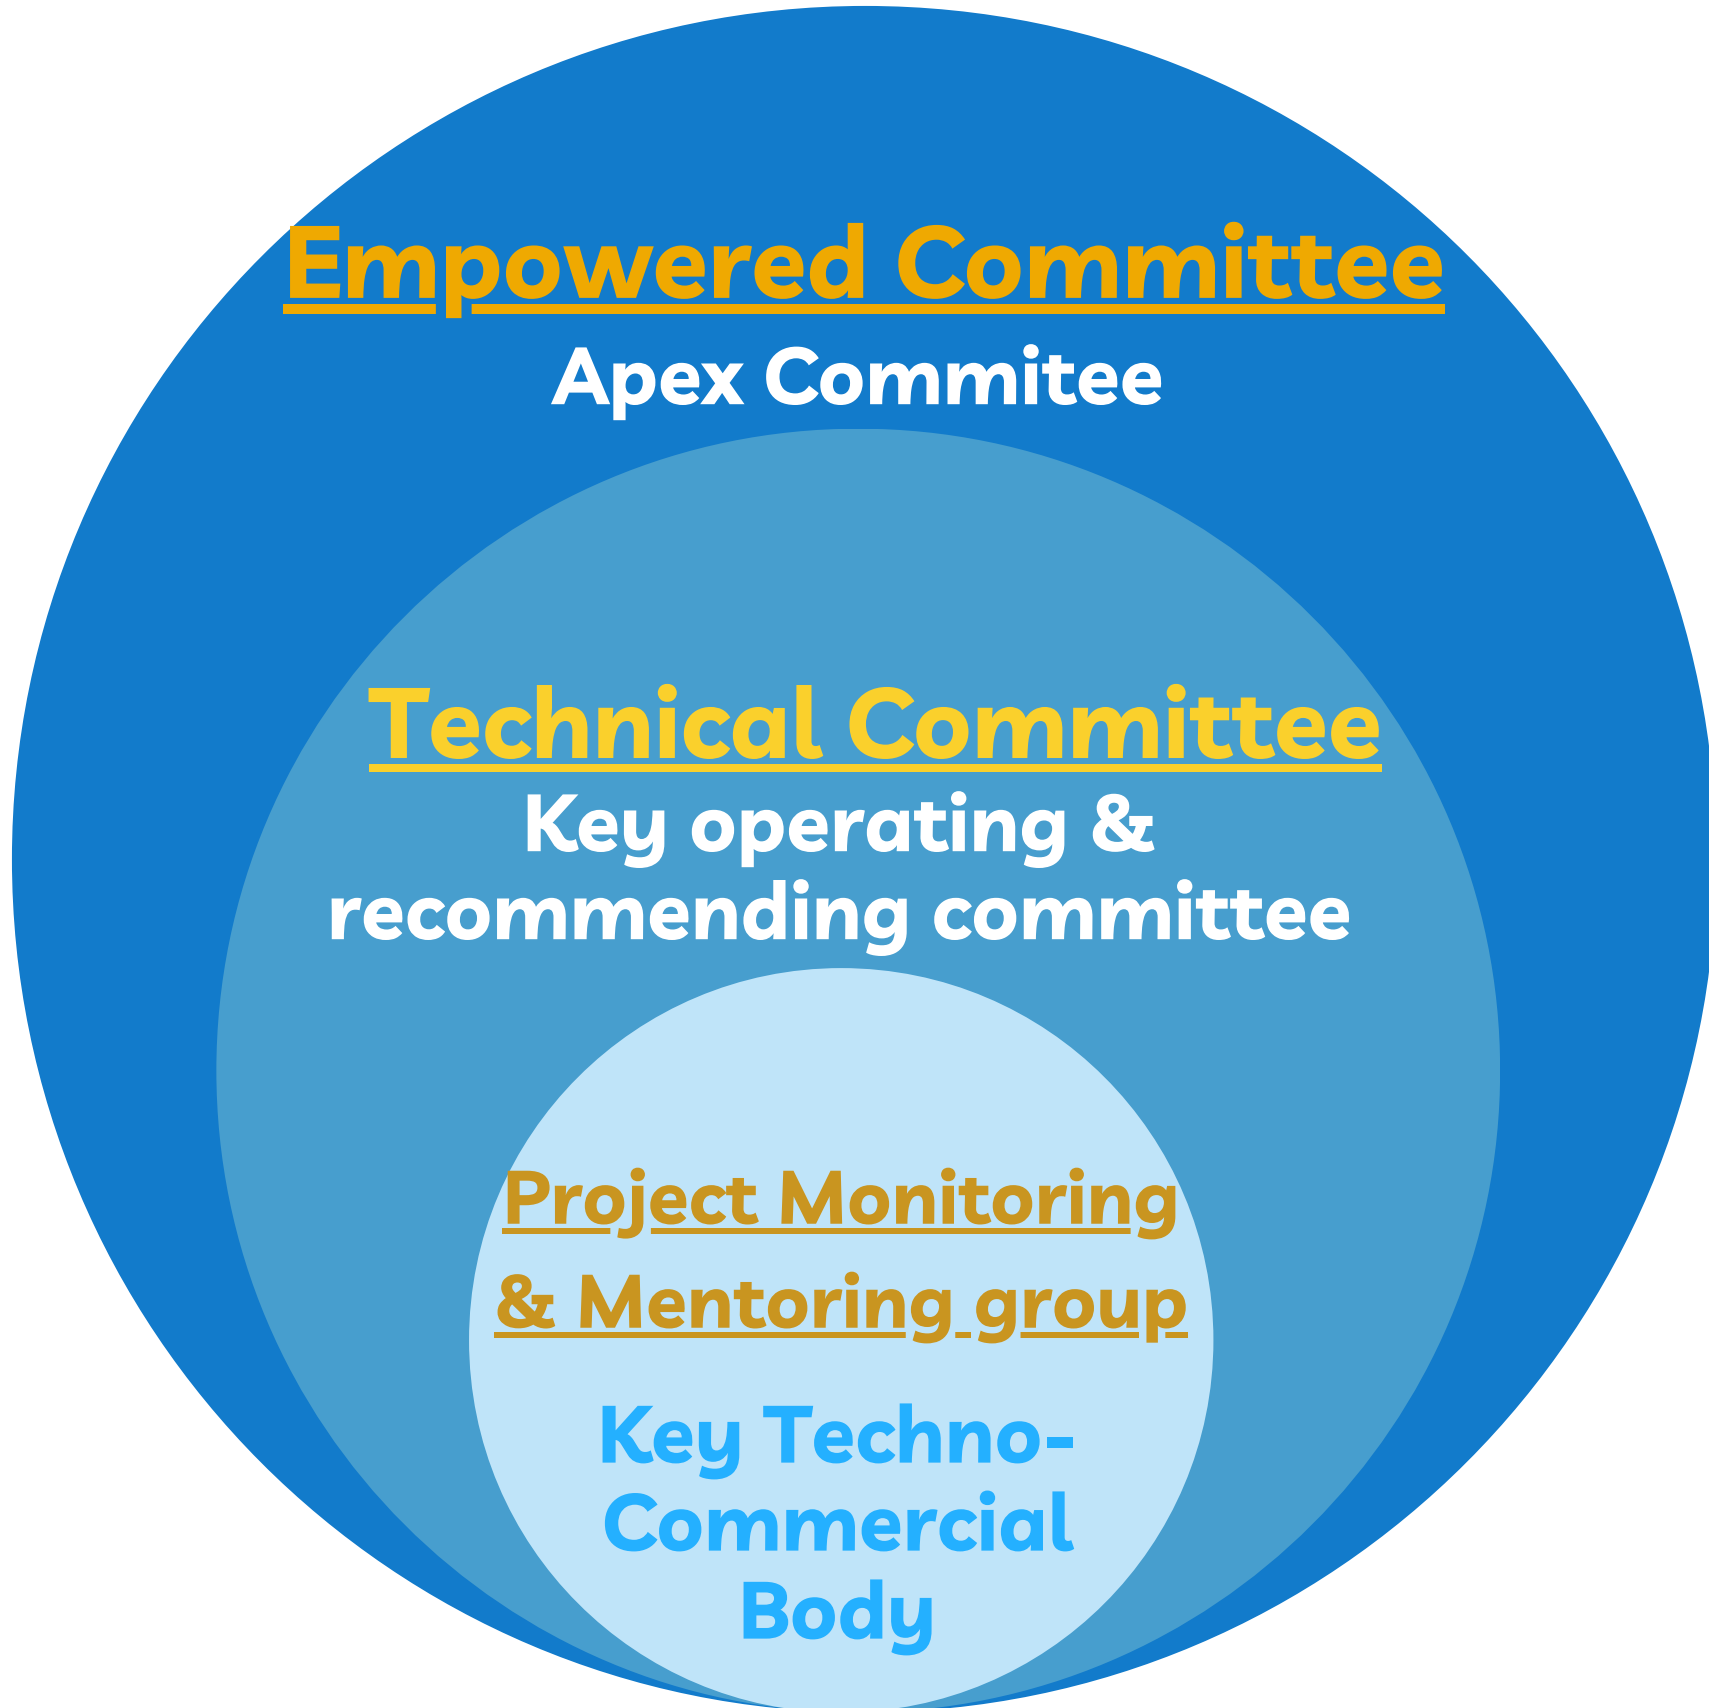 Empowered Committee
Apex Commitee
Technical Committee
Key operating &
recommending committee
Project Monitoring
& Mentoring group
Key Techno-
Commercial
Body